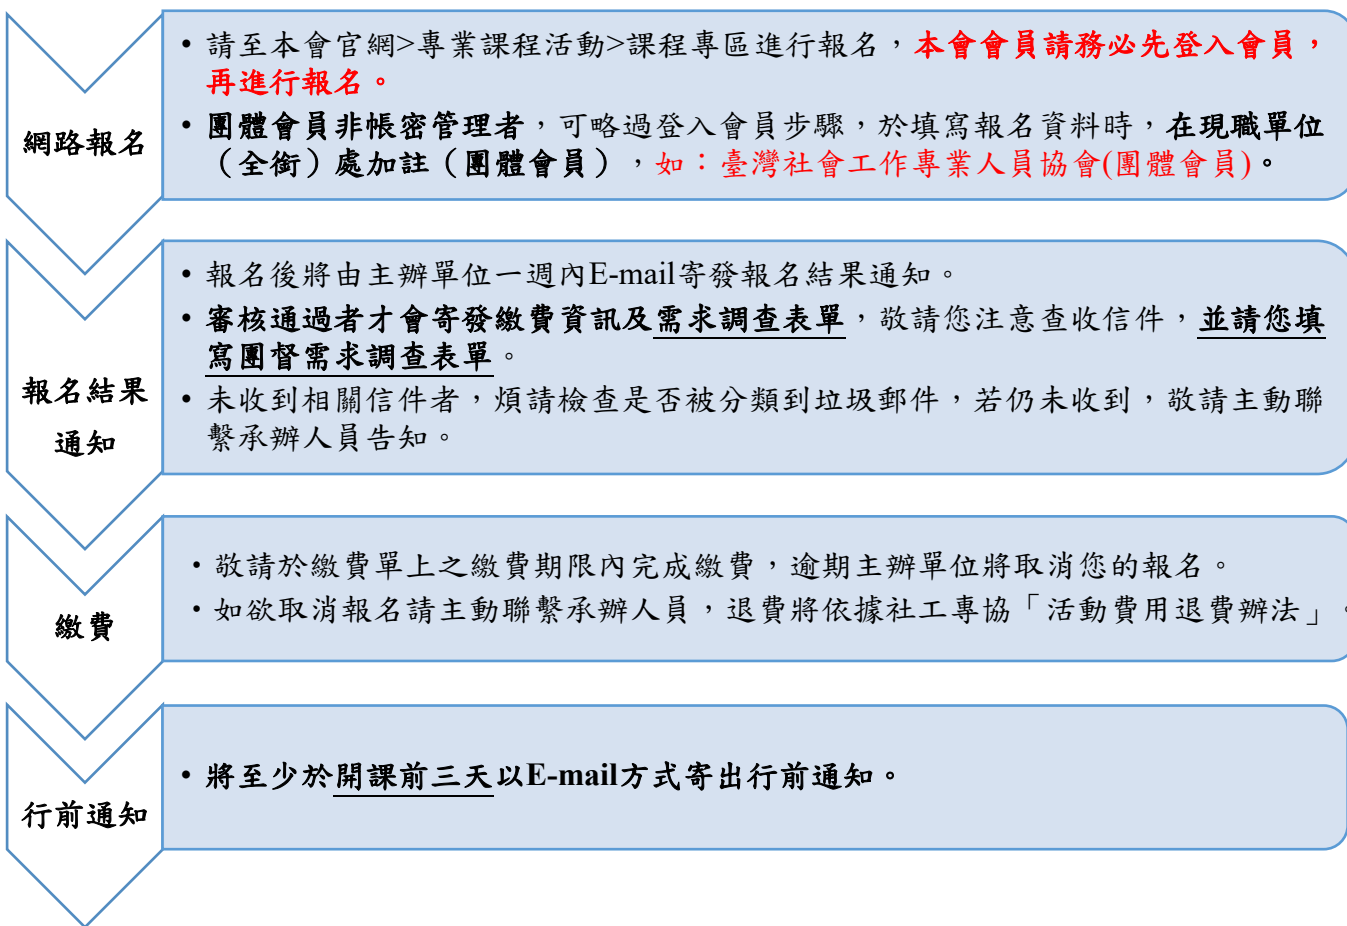 網路報名
• 請至本會官網>專業課程活動>課程專區進行報名，本會會員請務必先登入會員，
再進行報名。
• 團體會員非帳密管理者，可略過登入會員步驟，於填寫報名資料時，在現職單位
（全銜）處加註（團體會員），如：臺灣社會工作專業人員協會(團體會員)。
報名結果
通知
• 報名後將由主辦單位一週內E-mail寄發報名結果通知。
• 審核通過者才會寄發繳費資訊及需求調查表單，敬請您注意查收信件，並請您填
寫團督需求調查表單。
• 未收到相關信件者，煩請檢查是否被分類到垃圾郵件，若仍未收到，敬請主動聯
繫承辦人員告知。
繳費
• 敬請於繳費單上之繳費期限內完成繳費，逾期主辦單位將取消您的報名。
• 如欲取消報名請主動聯繫承辦人員，退費將依據社工專協「活動費用退費辦法」。
行前通知
• 將至少於開課前三天以E-mail方式寄出行前通知。